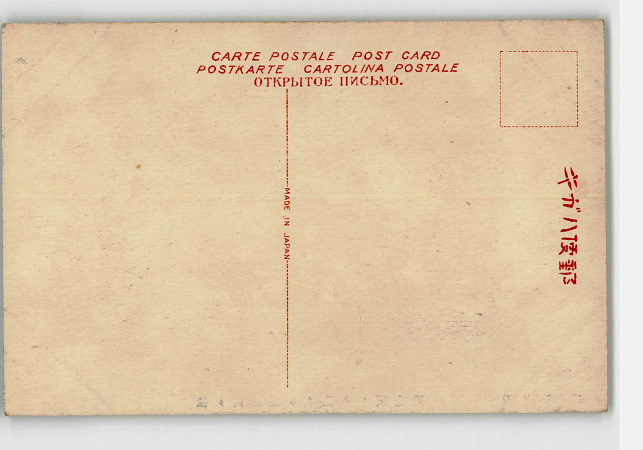 CARTE POSTALE POST CARD
POSTKARTE CARTOLINA POSTALE
ОТКРЫТОЕ ПИСЬМО.
MADE IN JAPAN
郵便ハガキ